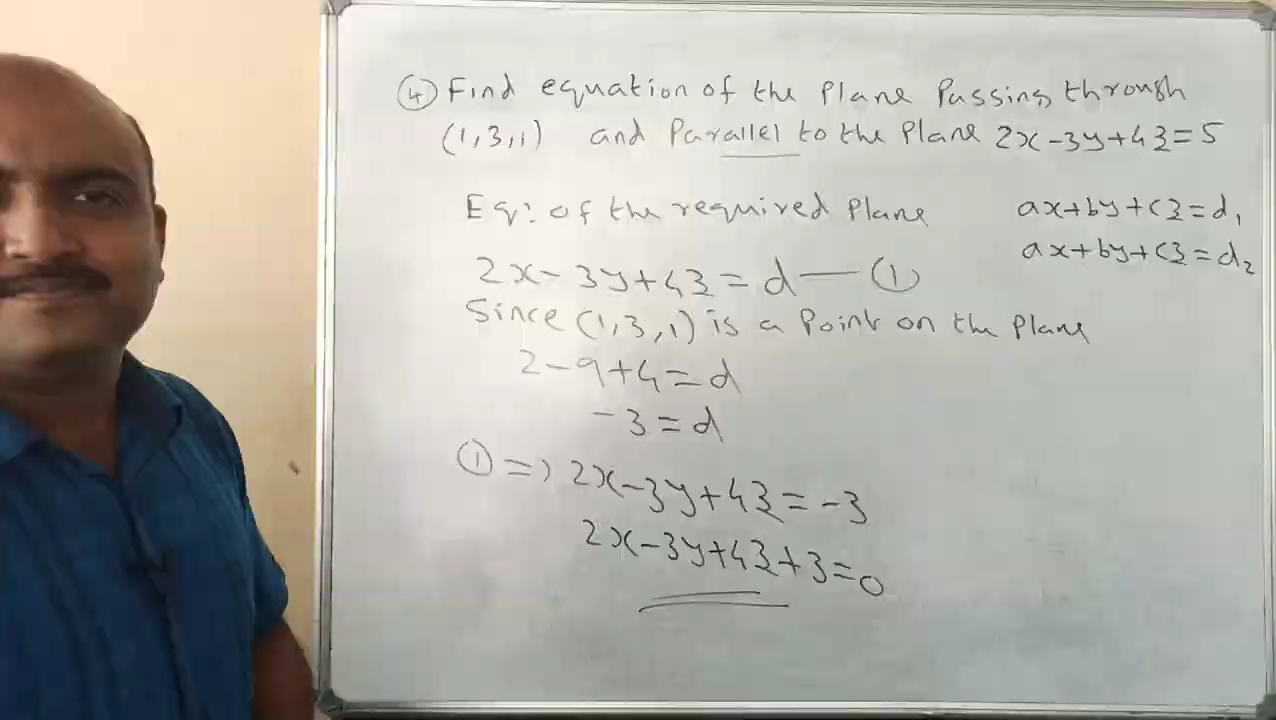 ④ Find equation of the plane passing through
(1,3,1) and parallel to the plane 2x-3y+4z=5
Eq: of the required plane
ax+by+cz=d₁
ax+by+cz=d₂
2x-3y+4z=d—①
Since (1,3,1) is a point on the plane
2-9+4=d
-3=d
①=> 2x-3y+4z=-3
2x-3y+4z+3=0